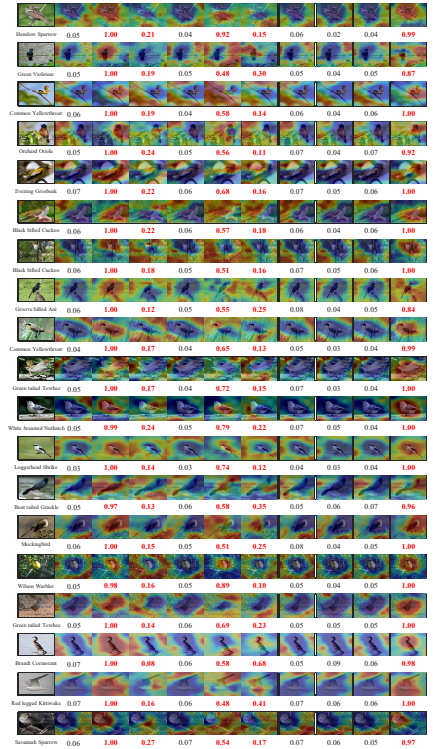 Henslow Sparrow 0.05 1.00 0.21 0.04 0.92 0.15 0.06 0.02 0.04 0.99
Green Violetear 0.05 1.00 0.19 0.05 0.48 0.30 0.05 0.04 0.05 0.87
Common Yellowthroat 0.06 1.00 0.19 0.04 0.58 0.14 0.06 0.04 0.06 1.00
Orchard Oriole 0.05 1.00 0.24 0.05 0.56 0.11 0.07 0.04 0.07 0.92
Evening Grosbeak 0.07 1.00 0.22 0.06 0.68 0.16 0.07 0.05 0.06 1.00
Black billed Cuckoo 0.06 1.00 0.22 0.06 0.57 0.18 0.06 0.04 0.06 1.00
Black billed Cuckoo 0.06 1.00 0.18 0.05 0.51 0.16 0.07 0.05 0.06 1.00
Groove billed Ani 0.06 1.00 0.12 0.05 0.55 0.25 0.08 0.04 0.05 0.84
Common Yellowthroat 0.04 1.00 0.17 0.04 0.65 0.13 0.05 0.03 0.04 0.99
Green tailed Towhee 0.05 1.00 0.17 0.04 0.72 0.15 0.07 0.03 0.04 1.00
White breasted Nuthatch 0.05 0.99 0.24 0.05 0.79 0.22 0.07 0.05 0.04 1.00
Loggerhead Shrike 0.03 1.00 0.14 0.03 0.74 0.12 0.04 0.03 0.04 1.00
Boat tailed Grackle 0.05 0.97 0.13 0.06 0.58 0.35 0.05 0.06 0.07 0.96
Mockingbird 0.06 1.00 0.15 0.05 0.51 0.25 0.08 0.04 0.05 1.00
Wilson Warbler 0.05 0.98 0.16 0.05 0.89 0.10 0.05 0.04 0.05 1.00
Green tailed Towhee 0.05 1.00 0.14 0.06 0.69 0.23 0.05 0.05 0.05 1.00
Brandt Cormorant 0.07 1.00 0.08 0.06 0.58 0.68 0.05 0.09 0.06 0.98
Red legged Kittiwake 0.07 1.00 0.16 0.06 0.48 0.41 0.07 0.06 0.06 1.00
Savannah Sparrow 0.06 1.00 0.27 0.07 0.54 0.17 0.07 0.06 0.05 0.97